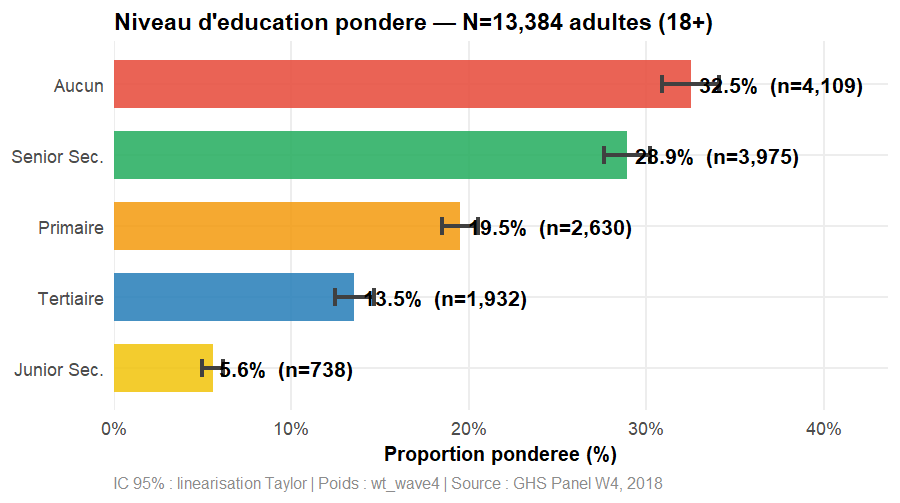 Niveau d'education pondere — N=13,384 adultes (18+)
Aucun
32.5% (n=4,109)
Senior Sec.
28.9% (n=3,975)
Primaire
19.5% (n=2,630)
Tertiaire
13.5% (n=1,932)
Junior Sec.
5.6% (n=738)
0% 10% 20% 30% 40%
Proportion ponderee (%)
IC 95% : linearisation Taylor | Poids : wt_wave4 | Source : GHS Panel W4, 2018